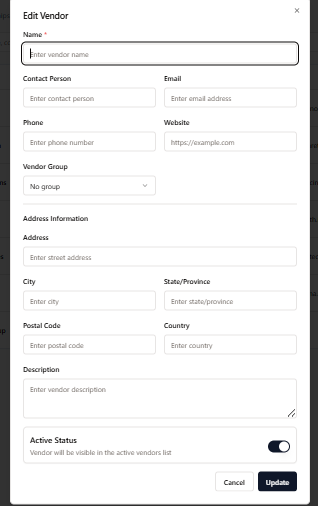 Edit Vendor
×
Name *
Enter vendor name
Contact Person Email
Enter contact person Enter email address
Phone Website
Enter phone number https://example.com
Vendor Group
No group
Address Information
Address
Enter street address
City State/Province
Enter city Enter state/province
Postal Code Country
Enter postal code Enter country
Description
Enter vendor description
Active Status
Vendor will be visible in the active vendors list
Cancel Update